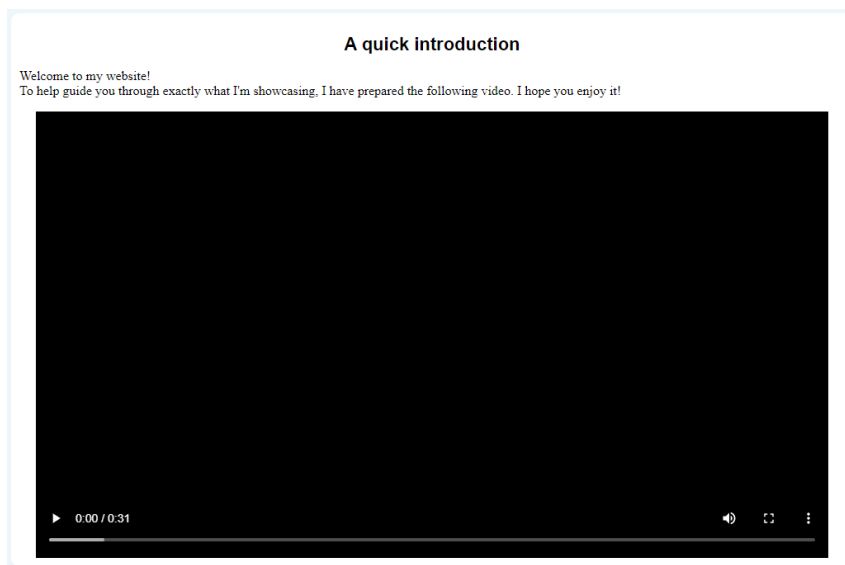 A quick introduction
Welcome to my website!
To help guide you through exactly what I'm showcasing, I have prepared the following video. I hope you enjoy it!
0:00 / 0:31